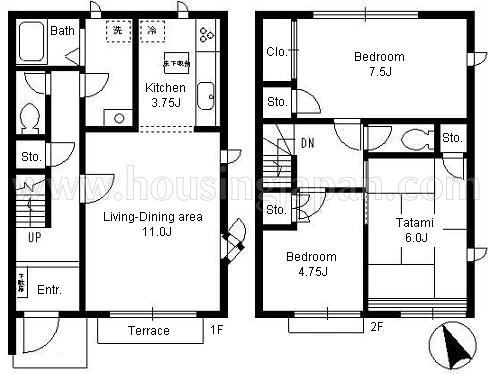 Bath
洗
冷
床下収納
Kitchen
3.75J
Sto.
Living-Dining area
11.0J
UP
Entr.
Terrace
1F
Clo.
Bedroom
7.5J
Sto.
DN
Sto.
Sto.
Tatami
6.0J
Bedroom
4.75J
2F
www.housingjapan.com